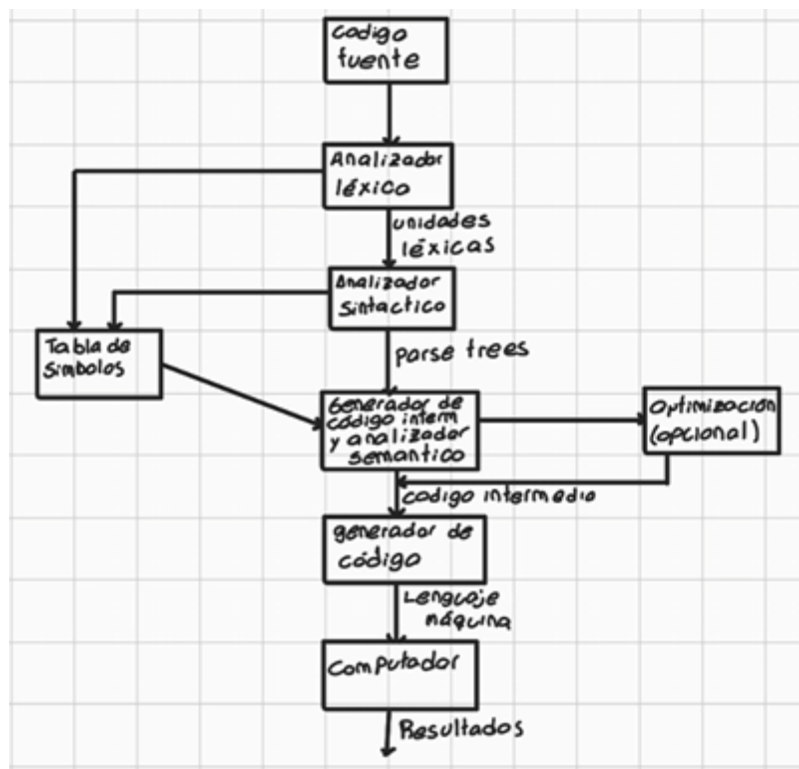 Codigo
fuente
Analizador
léxico
unidades
léxicas
Analizador
sintactico
parse trees
Tabla de
simbolos
Generador de
código interm
y analizador
semantico
Optimización
(opcional)
codigo intermedio
generador de
código
Lenguaje
máquina
Computador
Resultados